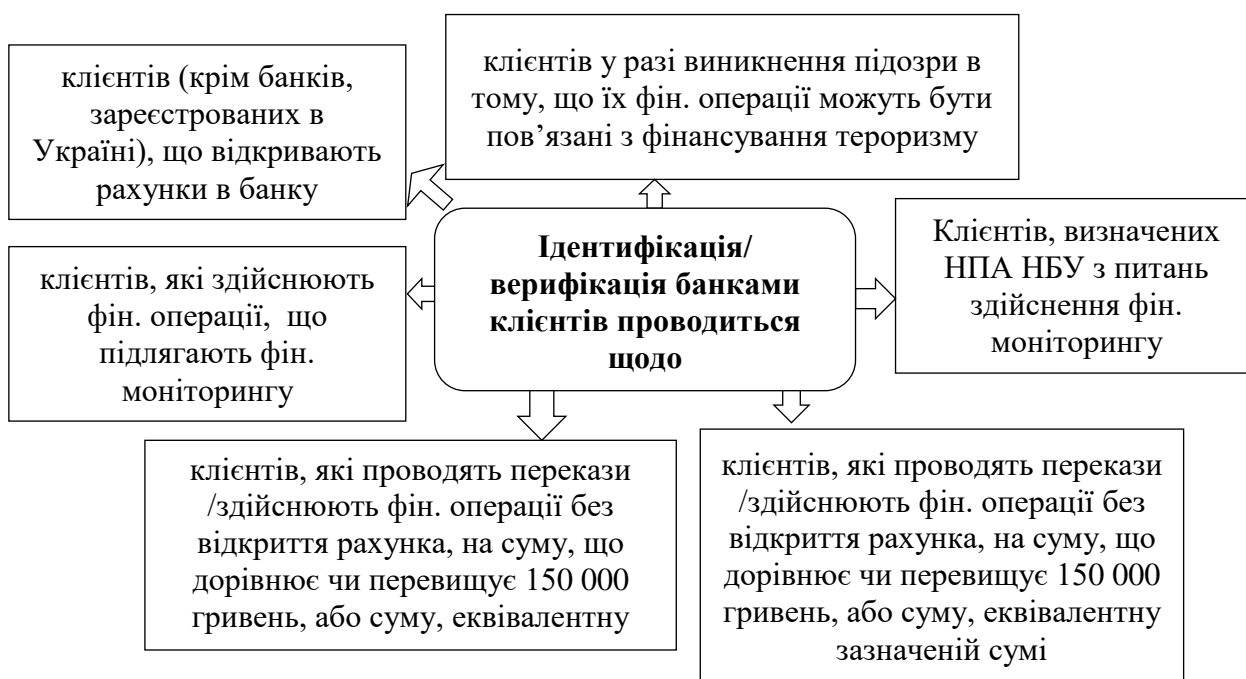 клієнтів (крім банків,
зареєстрованих в
Україні), що відкривають
рахунки в банку
клієнтів у разі виникнення підозри в
тому, що їх фін. операції можуть бути
пов’язані з фінансування тероризму
клієнтів, які здійснюють
фін. операції, що
підлягають фін.
моніторингу
Ідентифікація/
верифікація банками
клієнтів проводиться
щодо
Клієнтів, визначених
НПА НБУ з питань
здійснення фін.
моніторингу
клієнтів, які проводять перекази
/здійснюють фін. операції без
відкриття рахунка, на суму, що
дорівнює чи перевищує 150 000
гривень, або суму, еквівалентну
клієнтів, які проводять перекази
/здійснюють фін. операції без
відкриття рахунка, на суму, що
дорівнює чи перевищує 150 000
гривень, або суму, еквівалентну
зазначеній сумі